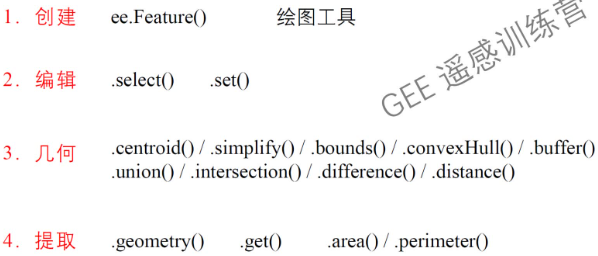 1. 创建 ee.Feature() 绘图工具
GEE 遥感训练营
2. 编辑 .select() .set()
3. 几何 .centroid() / .simplify() / .bounds() / .convexHull() / .buffer()
.union() / .intersection() / .difference() / .distance()
4. 提取 .geometry() .get() .area() / .perimeter()